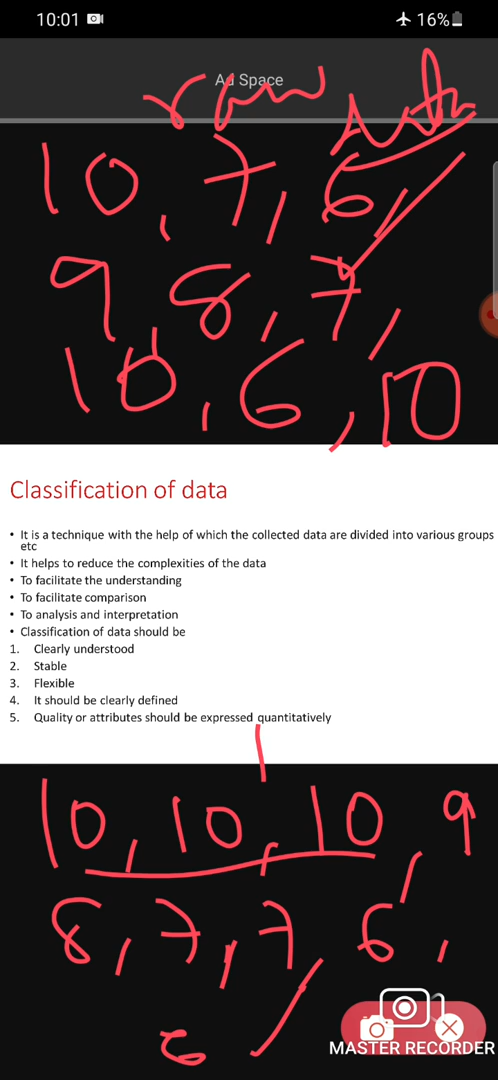 10:01 16%
Ad Space
raw
10, 7, 6,
9 8, 7,
10, 6, 10
Classification of data
• It is a technique with the help of which the collected data are divided into various groups
etc
• It helps to reduce the complexities of the data
• To facilitate the understanding
• To facilitate comparison
• To analysis and interpretation
• Classification of data should be
1. Clearly understood
2. Stable
3. Flexible
4. It should be clearly defined
5. Quality or attributes should be expressed quantitatively
10, 10, 10, 9
8, 7, 7, 6,
6
MASTER RECORDER